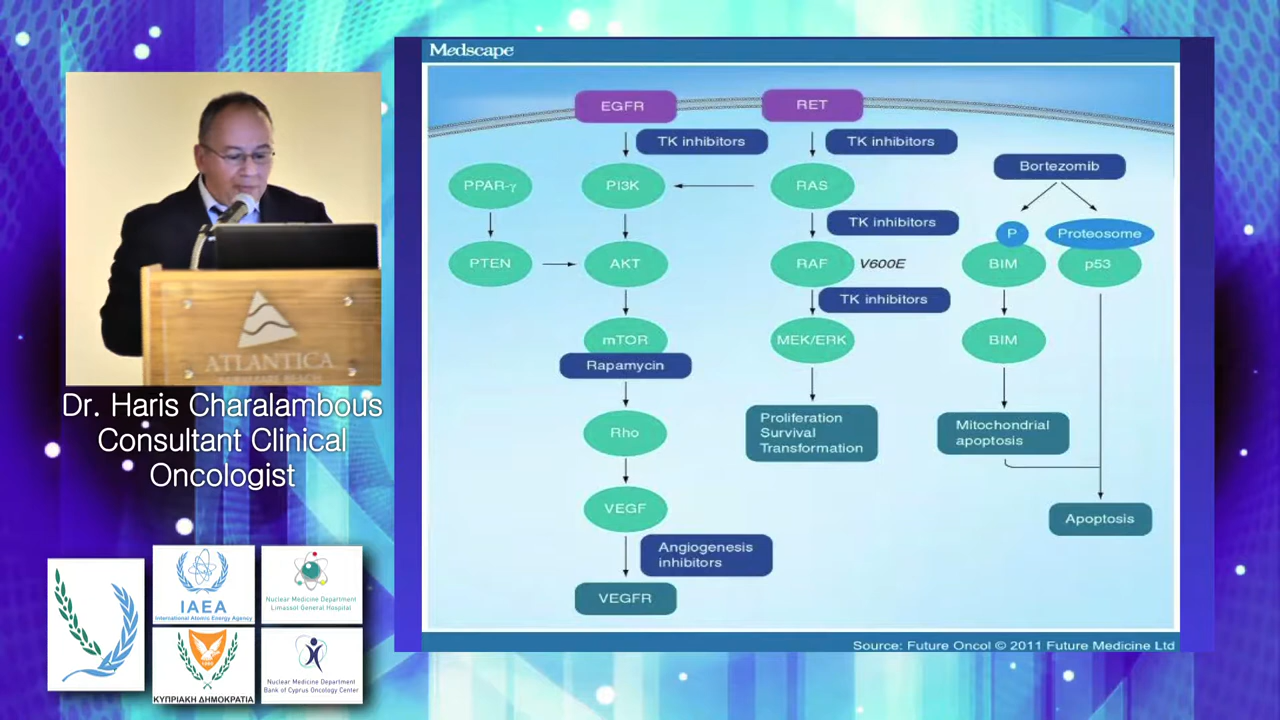 Medscape
EGFR
RET
TK inhibitors
TK inhibitors
Bortezomib
PPAR-γ
PI3K
RAS
TK inhibitors
P
Proteosome
PTEN
AKT
RAF
V600E
BIM
p53
TK inhibitors
mTOR
MEK/ERK
BIM
Rapamycin
Proliferation
Survival
Transformation
Mitochondrial
apoptosis
Rho
VEGF
Apoptosis
Angiogenesis
inhibitors
VEGFR
Source: Future Oncol © 2011 Future Medicine Ltd
ATLANTICA
Dr. Haris Charalambous
Consultant Clinical
Oncologist
IAEA
International Atomic Energy Agency
Nuclear Medicine Department
Limassol General Hospital
ΚΥΠΡΙΑΚΗ ΔΗΜΟΚΡΑΤΙΑ
Nuclear Medicine Department
Bank of Cyprus Oncology Center